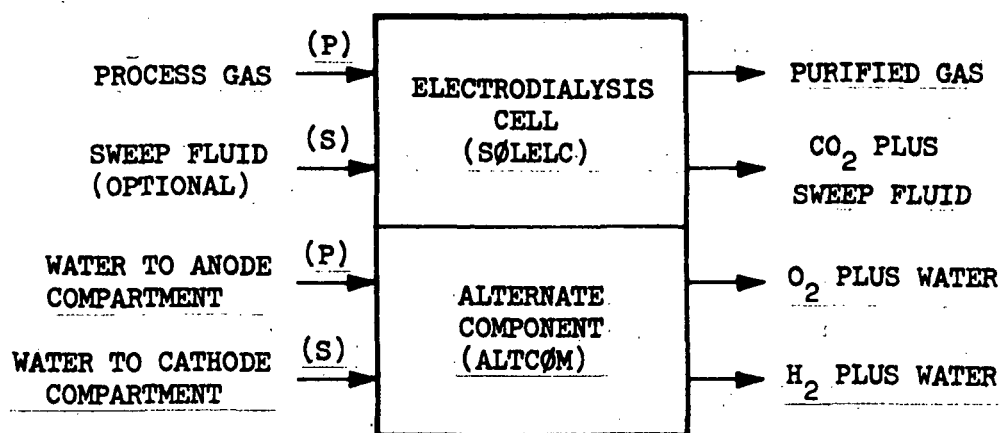 (P)
PROCESS GAS
ELECTRODIALYSIS
CELL
(SØLELC)
PURIFIED GAS
(S)
SWEEP FLUID
(OPTIONAL)
CO₂ PLUS
SWEEP FLUID
(P)
WATER TO ANODE
COMPARTMENT
ALTERNATE
COMPONENT
(ALTCØM)
O₂ PLUS WATER
(S)
WATER TO CATHODE
COMPARTMENT
H₂ PLUS WATER